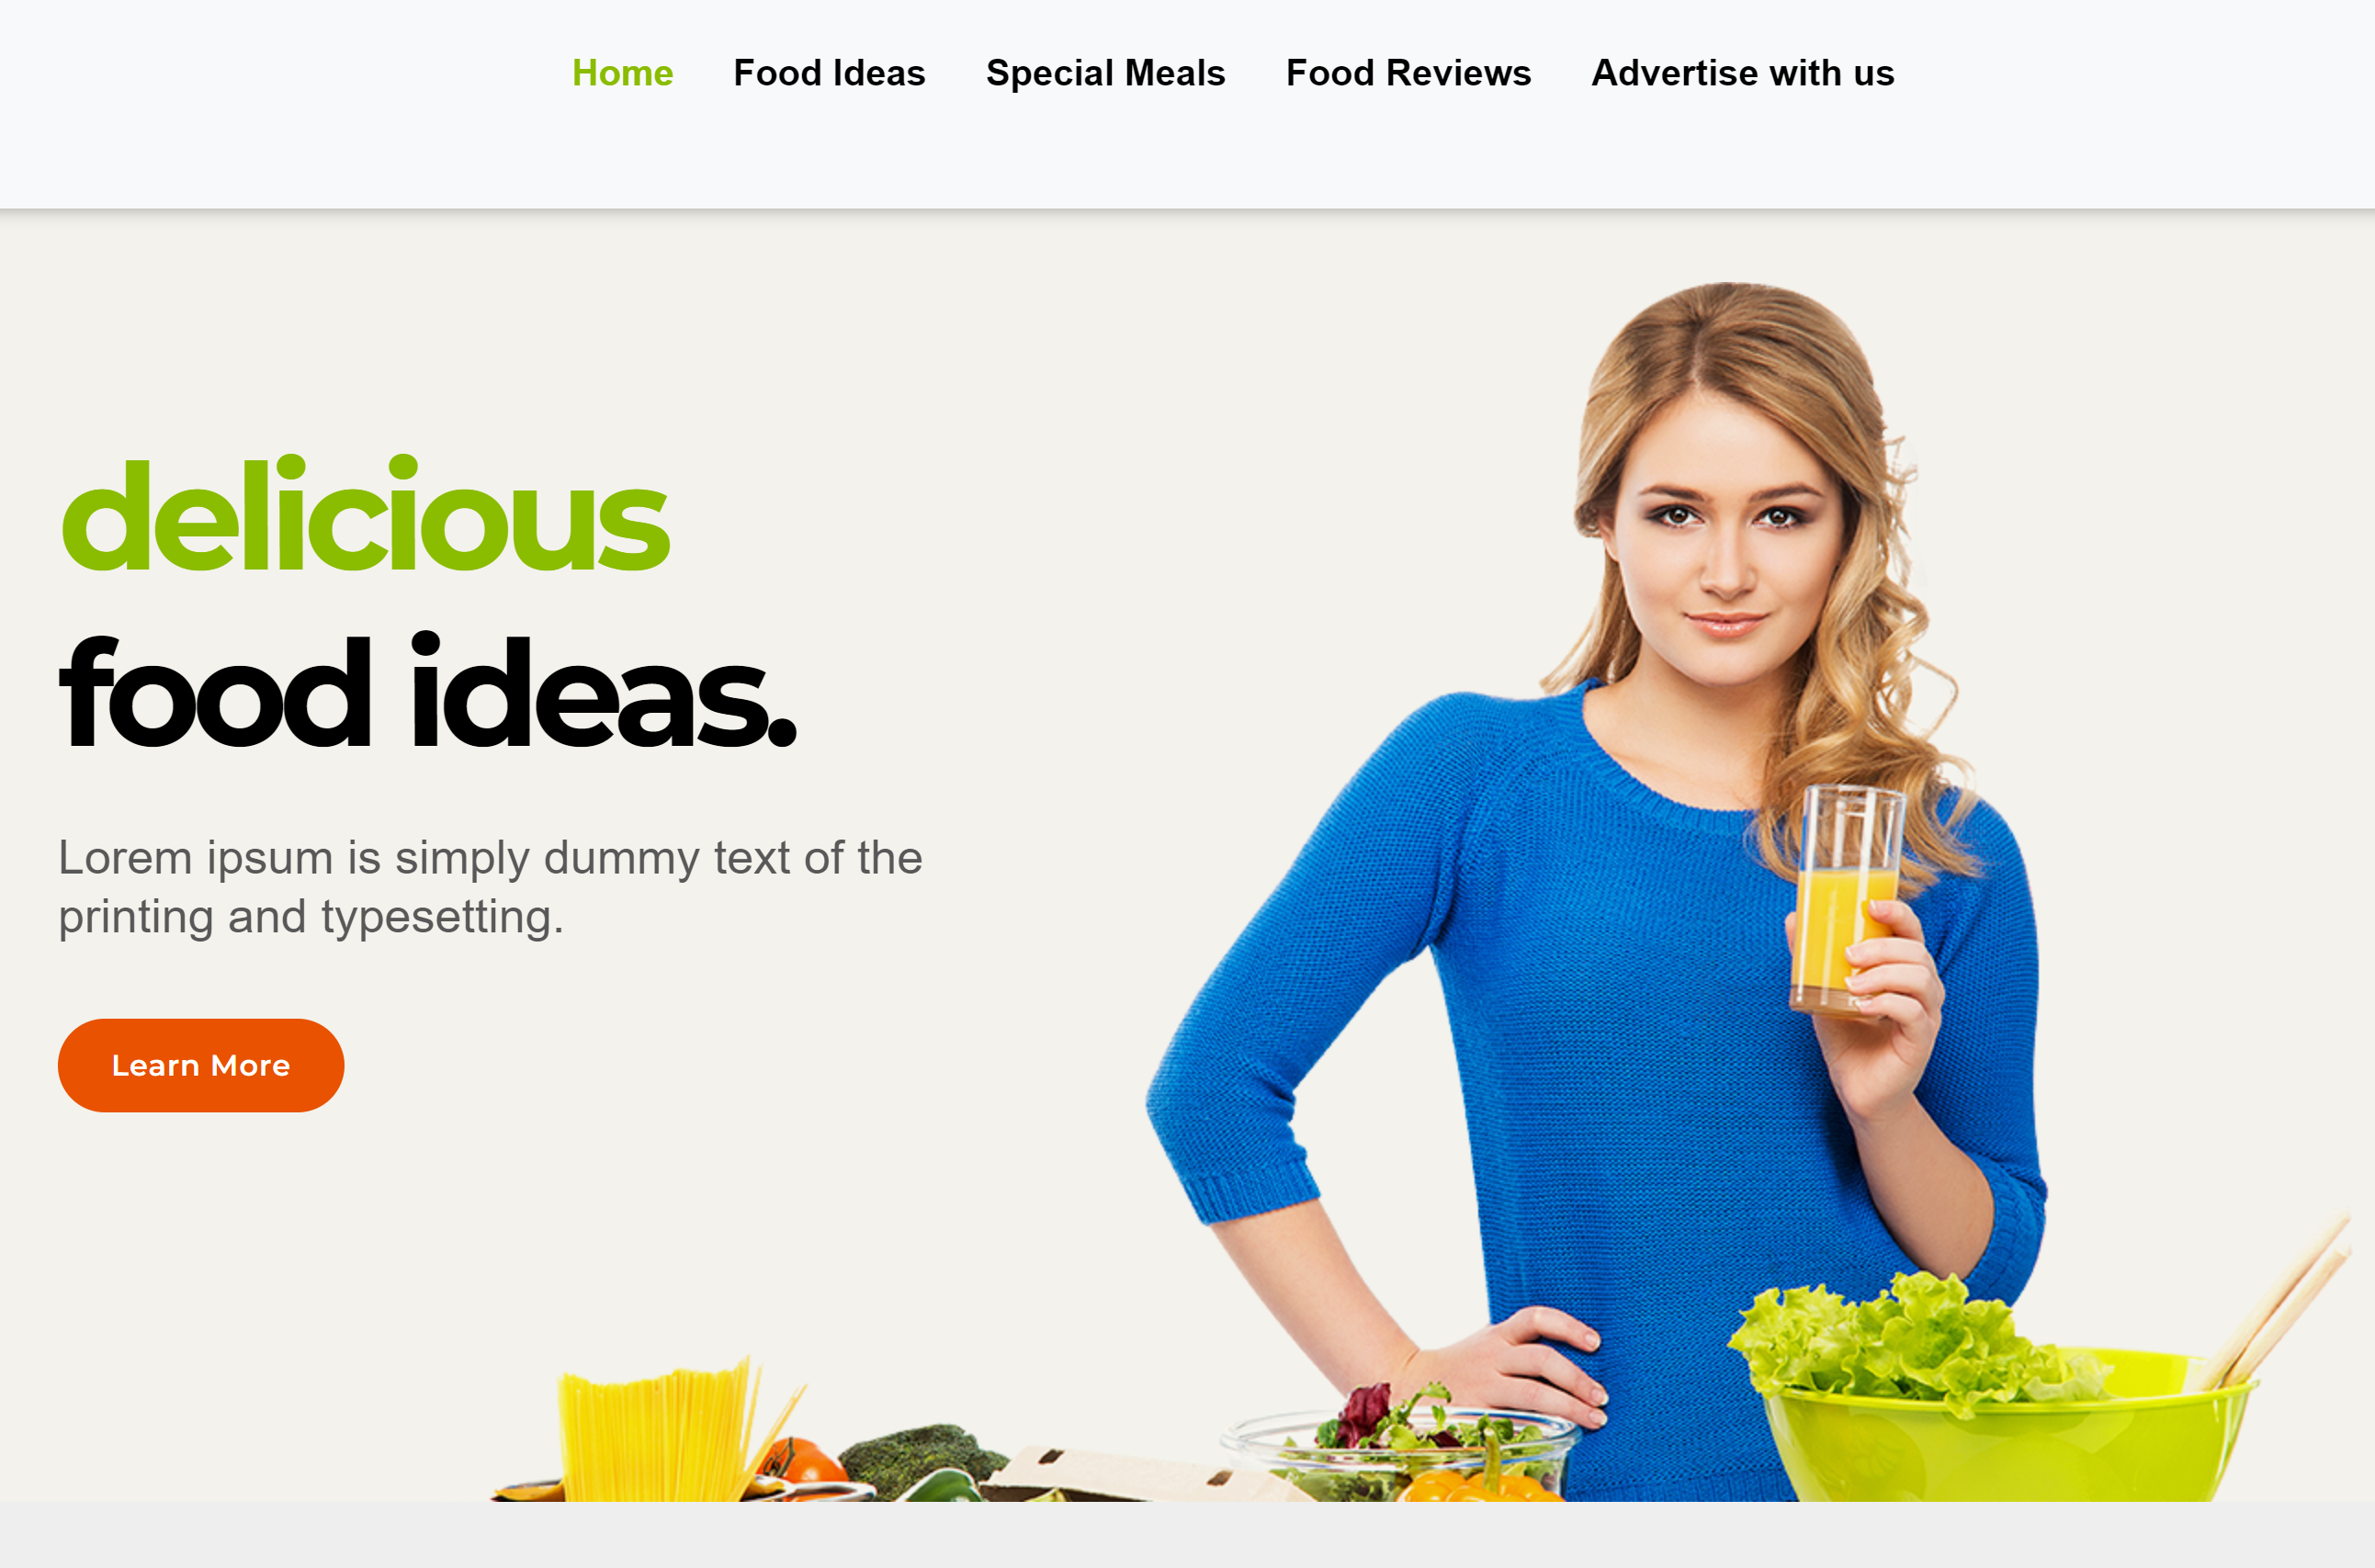 Home Food Ideas Special Meals Food Reviews Advertise with us
delicious
food ideas.
Lorem ipsum is simply dummy text of the
printing and typesetting.
Learn More